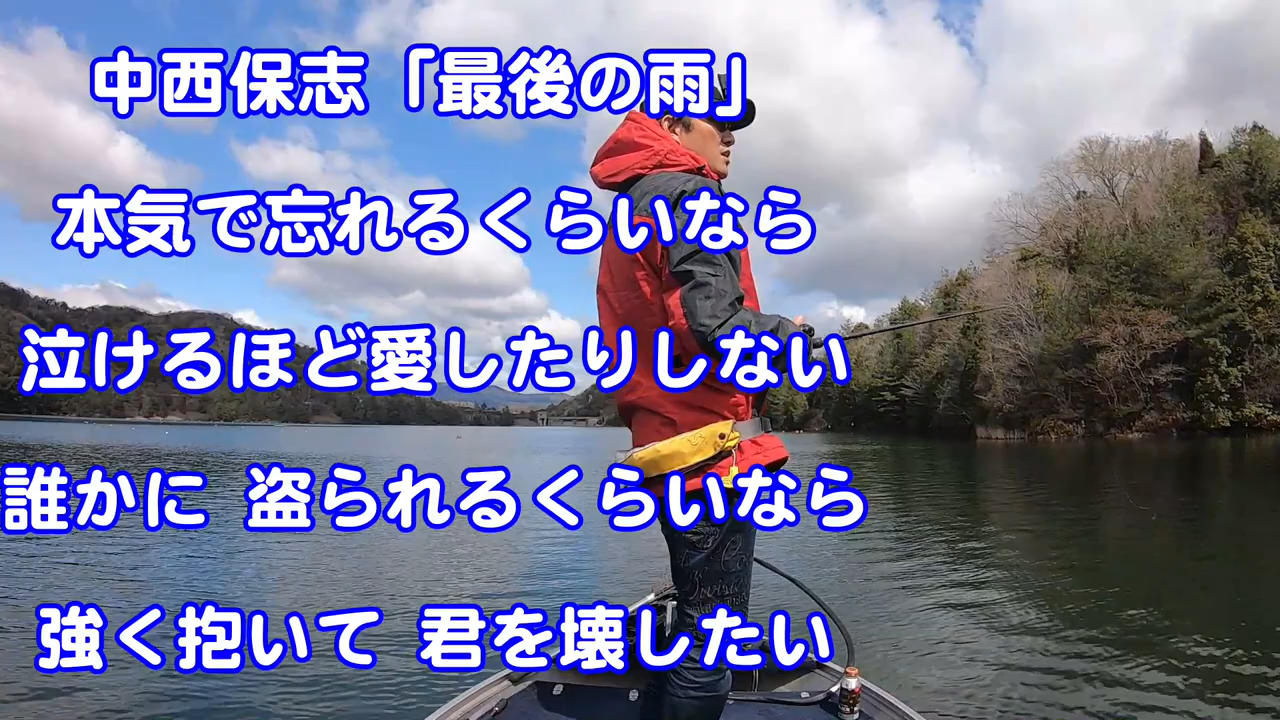 中西保志「最後の雨」
本気で忘れるくらいなら
泣けるほど愛したりしない
誰かに 盗られるくらいなら
強く抱いて 君を壊したい